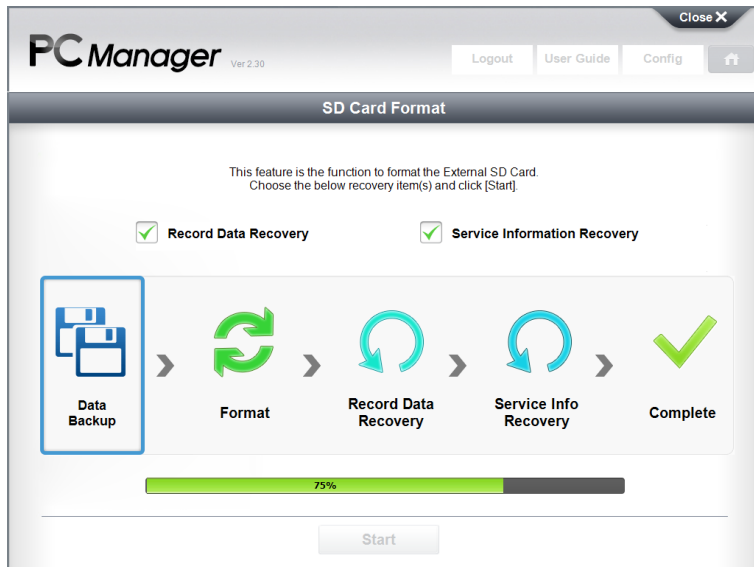 Close X
PC Manager Ver 2.30
Logout User Guide Config
SD Card Format
This feature is the function to format the External SD Card.
Choose the below recovery item(s) and click [Start].
Record Data Recovery Service Information Recovery
Data
Backup
Format
Record Data
Recovery
Service Info
Recovery
Complete
75%
Start